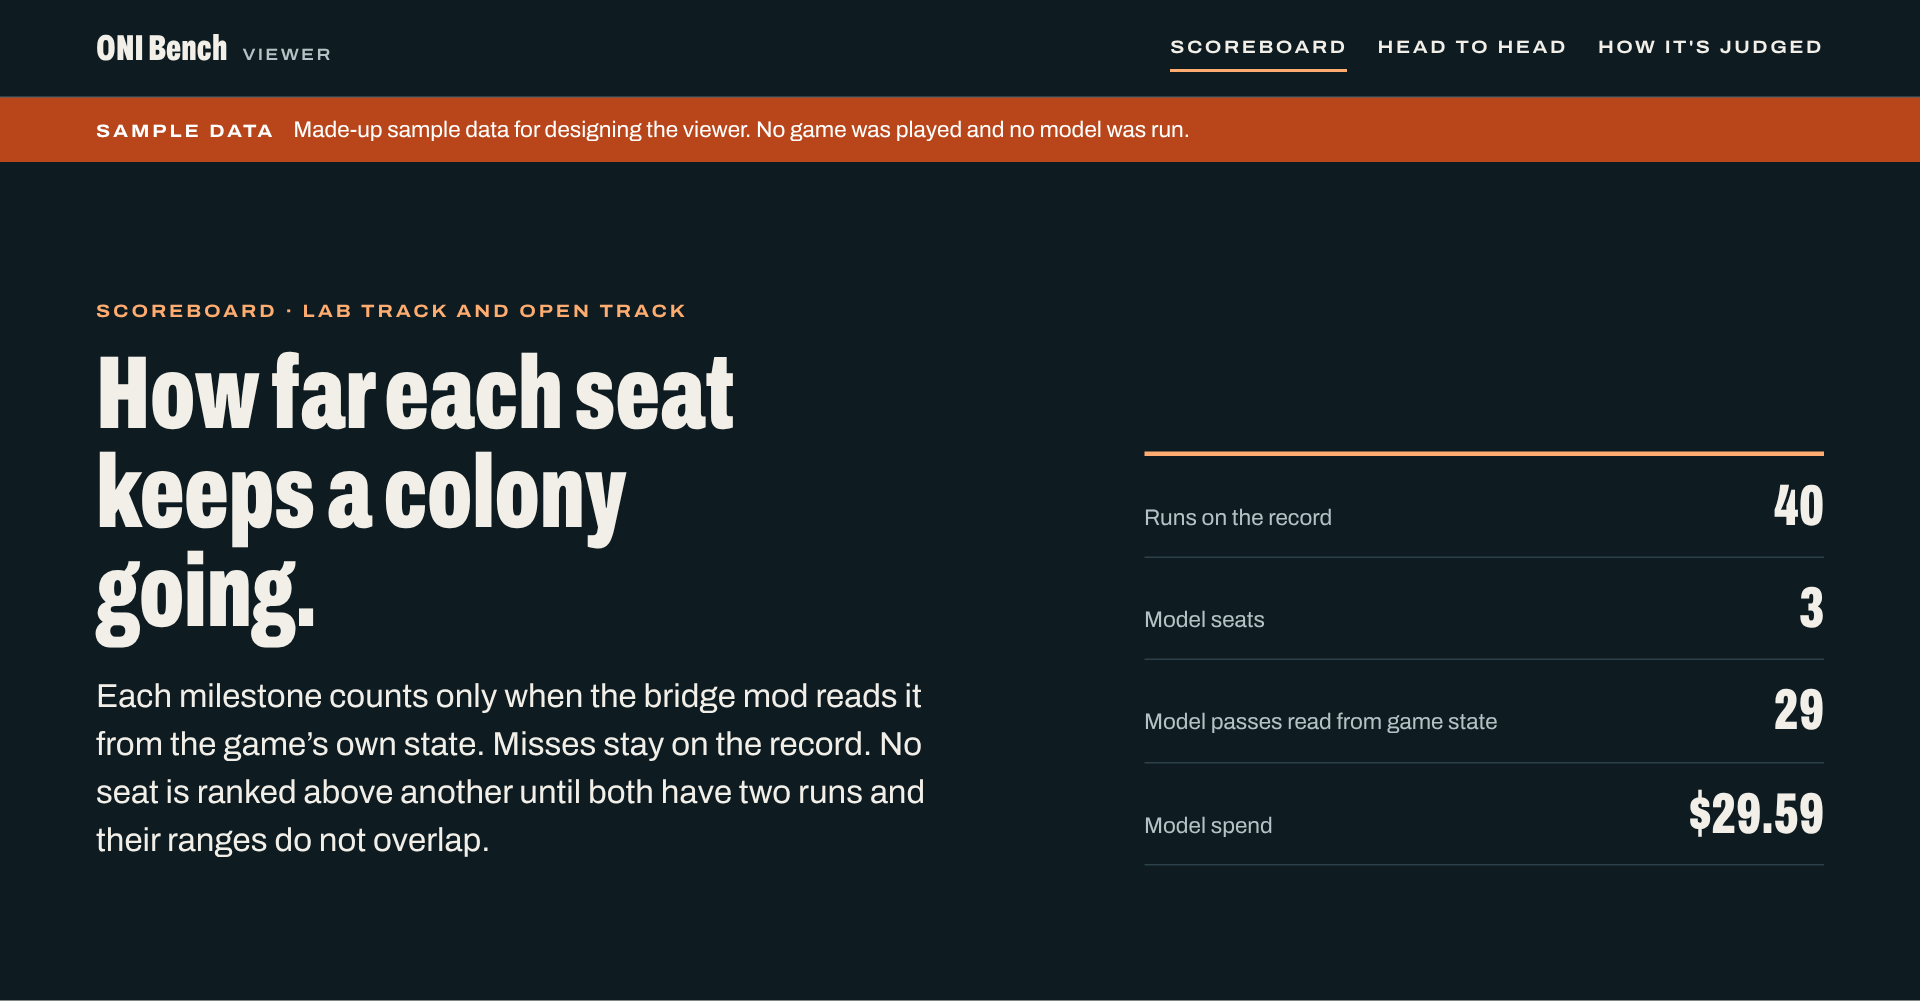 ONI Bench VIEWER
SCOREBOARD HEAD TO HEAD HOW IT'S JUDGED
SAMPLE DATA Made-up sample data for designing the viewer. No game was played and no model was run.
SCOREBOARD · LAB TRACK AND OPEN TRACK
How far each seat
keeps a colony
going.
Each milestone counts only when the bridge mod reads it
from the game’s own state. Misses stay on the record. No
seat is ranked above another until both have two runs and
their ranges do not overlap.
Runs on the record 40
Model seats 3
Model passes read from game state 29
Model spend $29.59